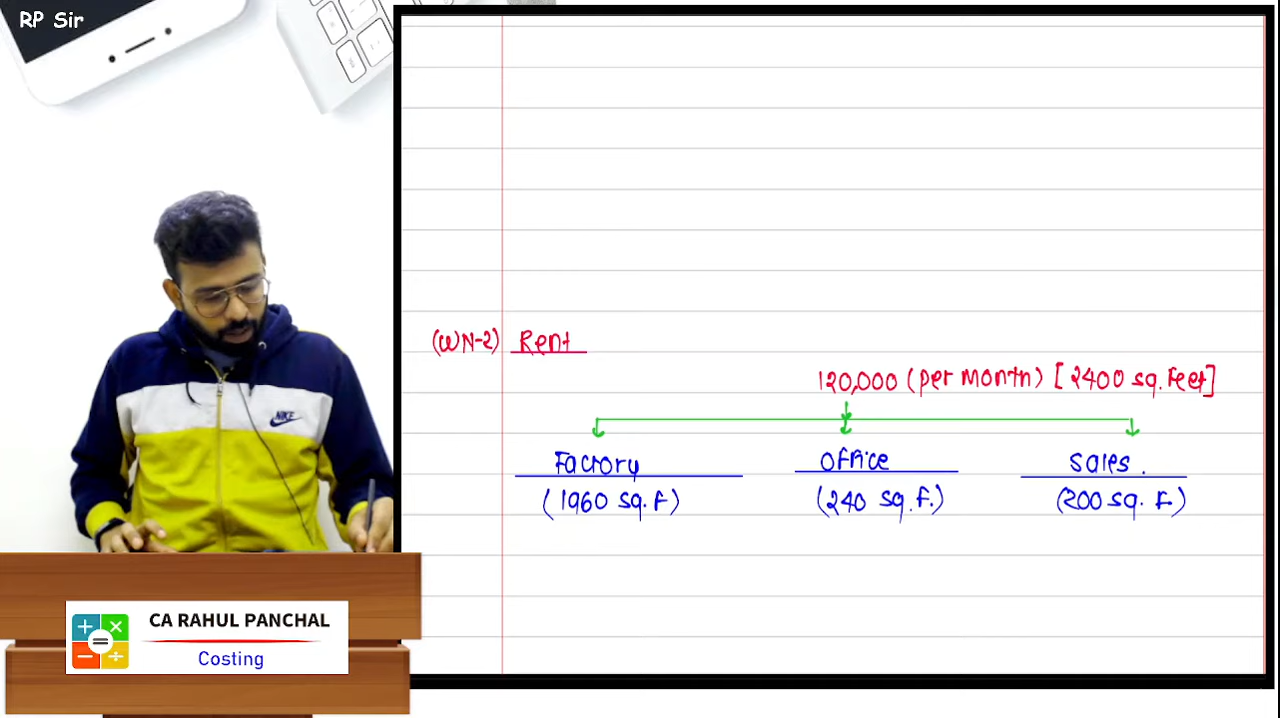 RP Sir
(WN-2) Rent
120,000 (per month) [2400 sq. Feet]
Factory Office Sales.
(1960 sq. F) (240 sq. F.) (200 sq. F.)
NIKE
CA RAHUL PANCHAL
Costing